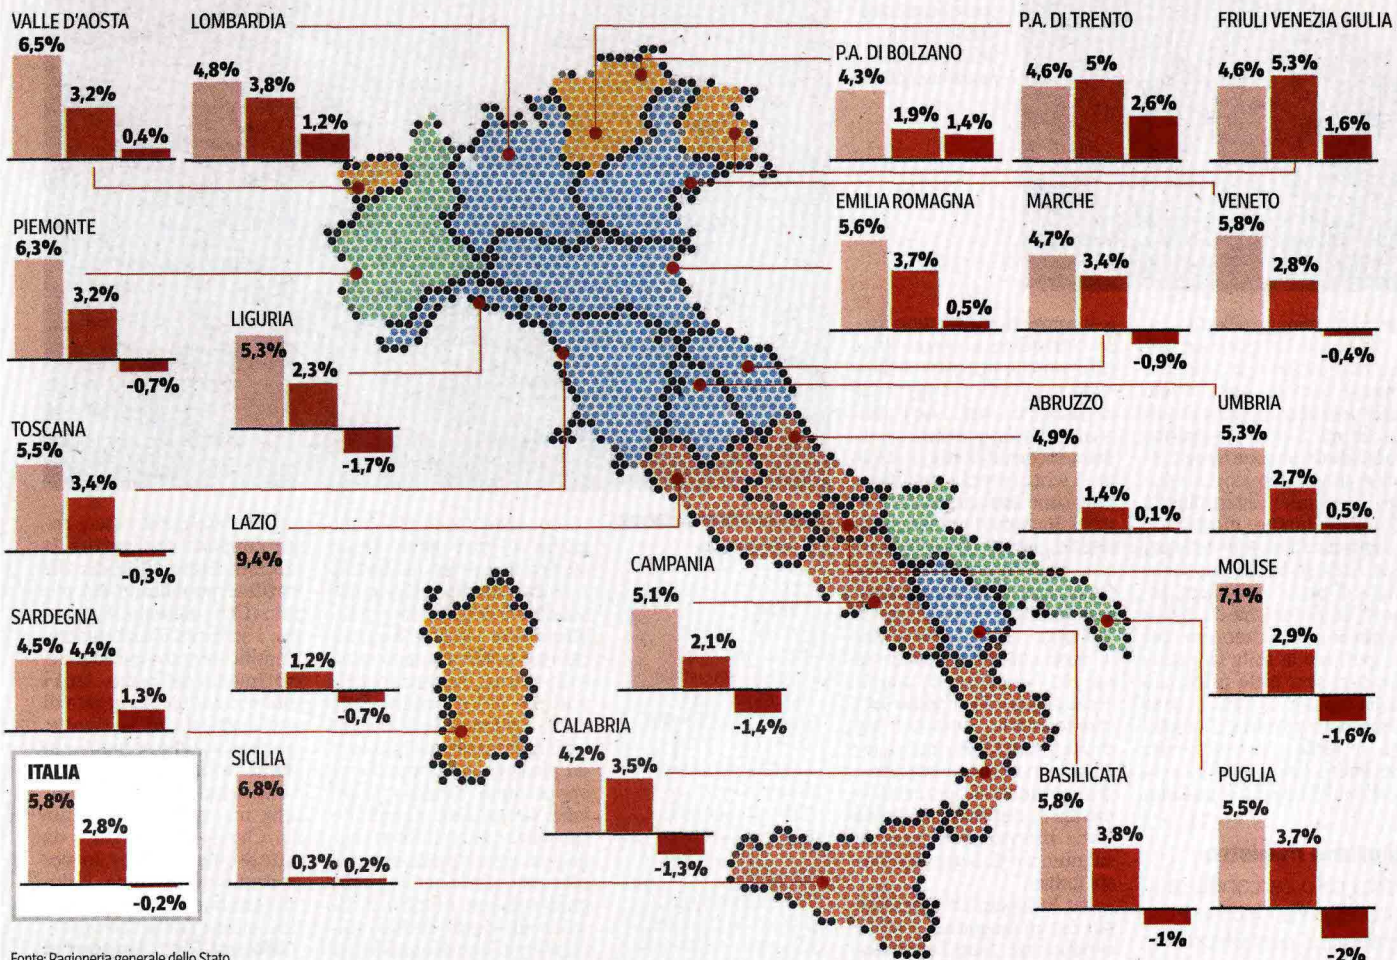 VALLE D'AOSTA
6,5%
3,2%
0,4%
LOMBARDIA
4,8%
3,8%
1,2%
P.A. DI BOLZANO
4,3%
1,9%
1,4%
P.A. DI TRENTO
4,6%
5%
2,6%
FRIULI VENEZIA GIULIA
4,6%
5,3%
1,6%
PIEMONTE
6,3%
3,2%
-0,7%
LIGURIA
5,3%
2,3%
-1,7%
EMILIA ROMAGNA
5,6%
3,7%
0,5%
MARCHE
4,7%
3,4%
-0,9%
VENETO
5,8%
2,8%
-0,4%
TOSCANA
5,5%
3,4%
-0,3%
LAZIO
9,4%
1,2%
-0,7%
ABRUZZO
4,9%
1,4%
0,1%
UMBRIA
5,3%
2,7%
0,5%
SARDEGNA
4,5%
4,4%
1,3%
CAMPANIA
5,1%
2,1%
-1,4%
MOLISE
7,1%
2,9%
-1,6%
ITALIA
5,8%
2,8%
-0,2%
SICILIA
6,8%
0,3%
0,2%
CALABRIA
4,2%
3,5%
-1,3%
BASILICATA
5,8%
3,8%
-1%
PUGLIA
5,5%
3,7%
-2%
Fonte: Ragioneria generale dello Stato